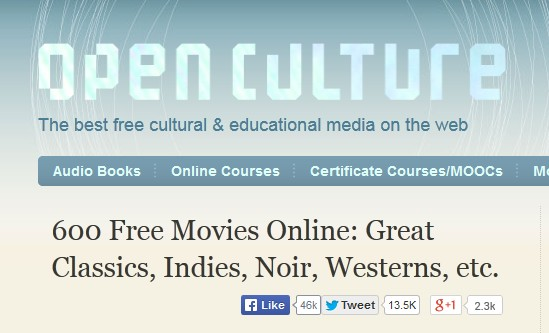 open culture
The best free cultural & educational media on the web
Audio Books Online Courses Certificate Courses/MOOCs
600 Free Movies Online: Great
Classics, Indies, Noir, Westerns, etc.
Like 46k Tweet 13.5K g+1 2.3k